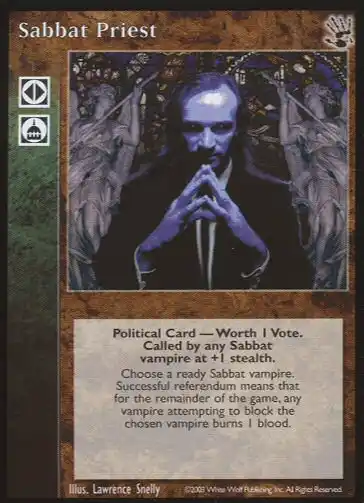 Sabbat Priest
Political Card — Worth 1 Vote.
Called by any Sabbat
vampire at +1 stealth.
Choose a ready Sabbat vampire.
Successful referendum means that
for the remainder of the game, any
vampire attempting to block the
chosen vampire burns 1 blood.
Illus. Lawrence Snelly
©2003 White Wolf Publishing, Inc. All Rights Reserved.